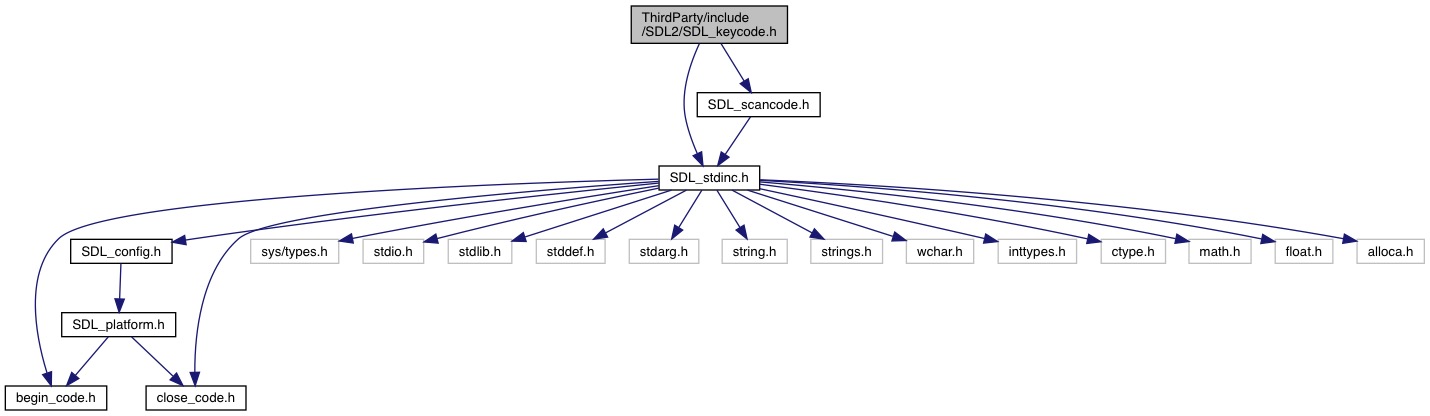 ThirdParty/include
/SDL2/SDL_keycode.h
SDL_scancode.h
SDL_stdinc.h
SDL_config.h
sys/types.h
stdio.h
stdlib.h
stddef.h
stdarg.h
string.h
strings.h
wchar.h
inttypes.h
ctype.h
math.h
float.h
alloca.h
SDL_platform.h
begin_code.h
close_code.h